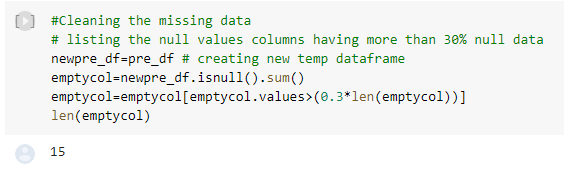 #Cleaning the missing data
# listing the null values columns having more than 30% null data
newpre_df=pre_df # creating new temp dataframe
emptycol=newpre_df.isnull().sum()
emptycol=emptycol[emptycol.values>(0.3*len(emptycol))]
len(emptycol)
15